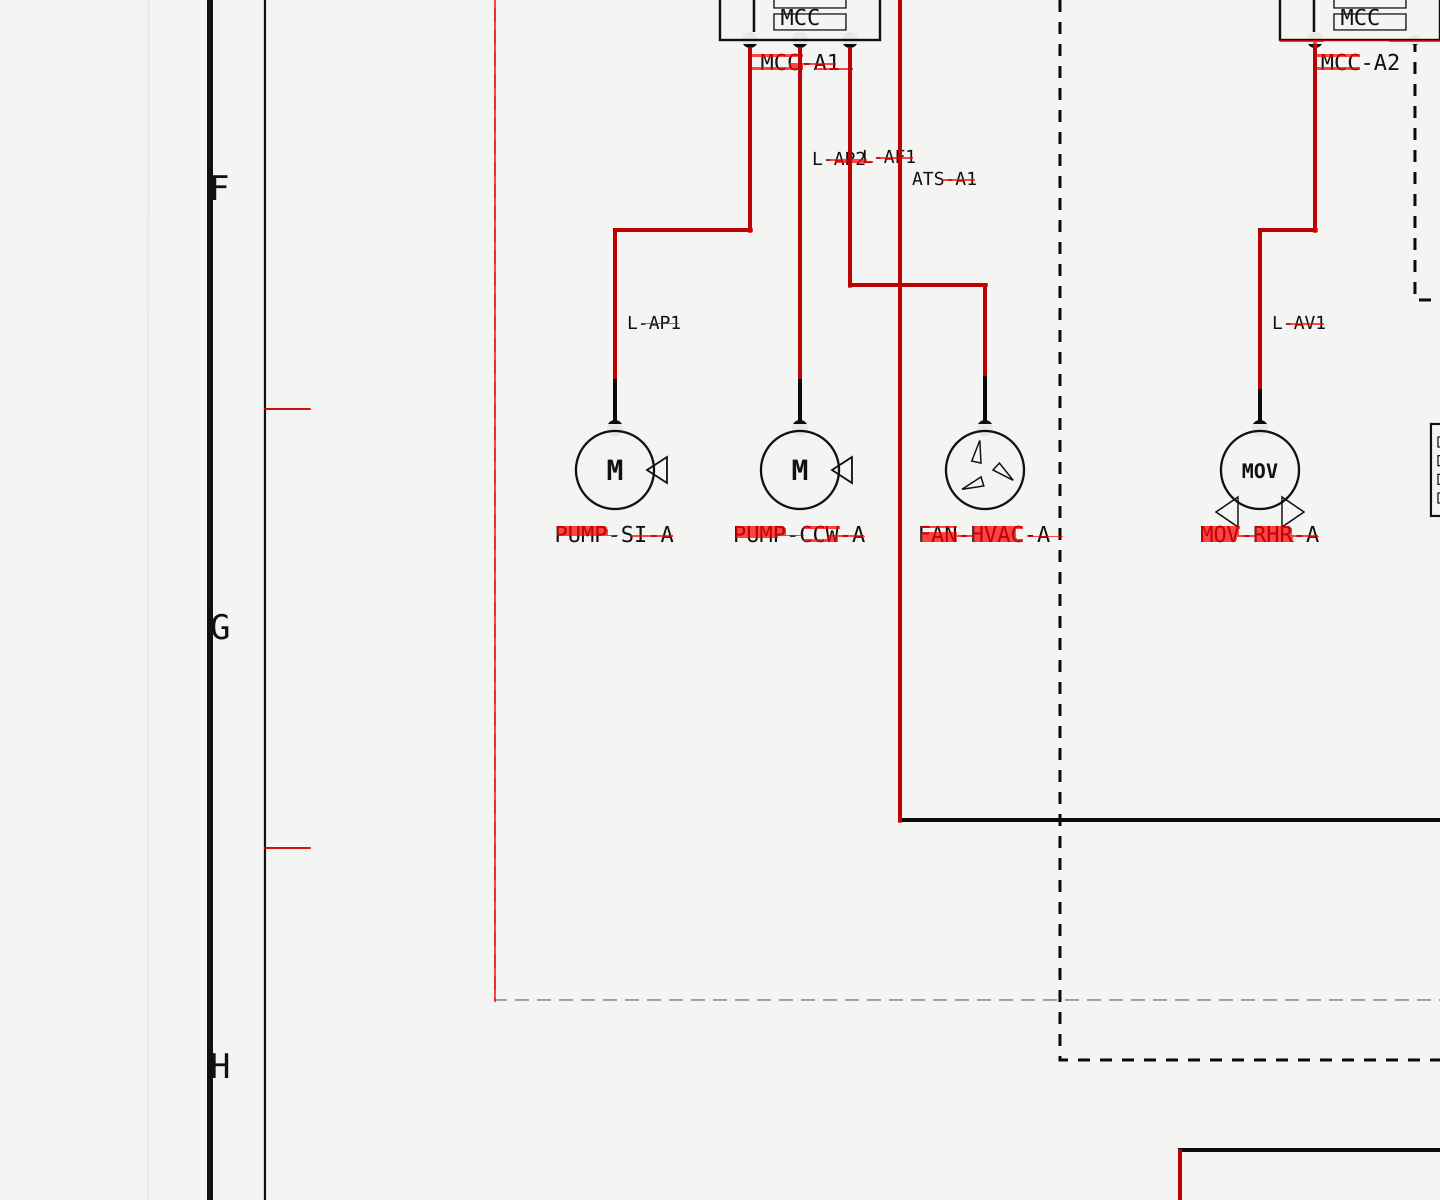 MCC
MCC
MCC-A1
MCC-A2
L-AP2
L-AF1
ATS-A1
F
L-AP1
L-AV1
M
M
MOV
PUMP-SI-A
PUMP-CCW-A
FAN-HVAC-A
MOV-RHR-A
G
H